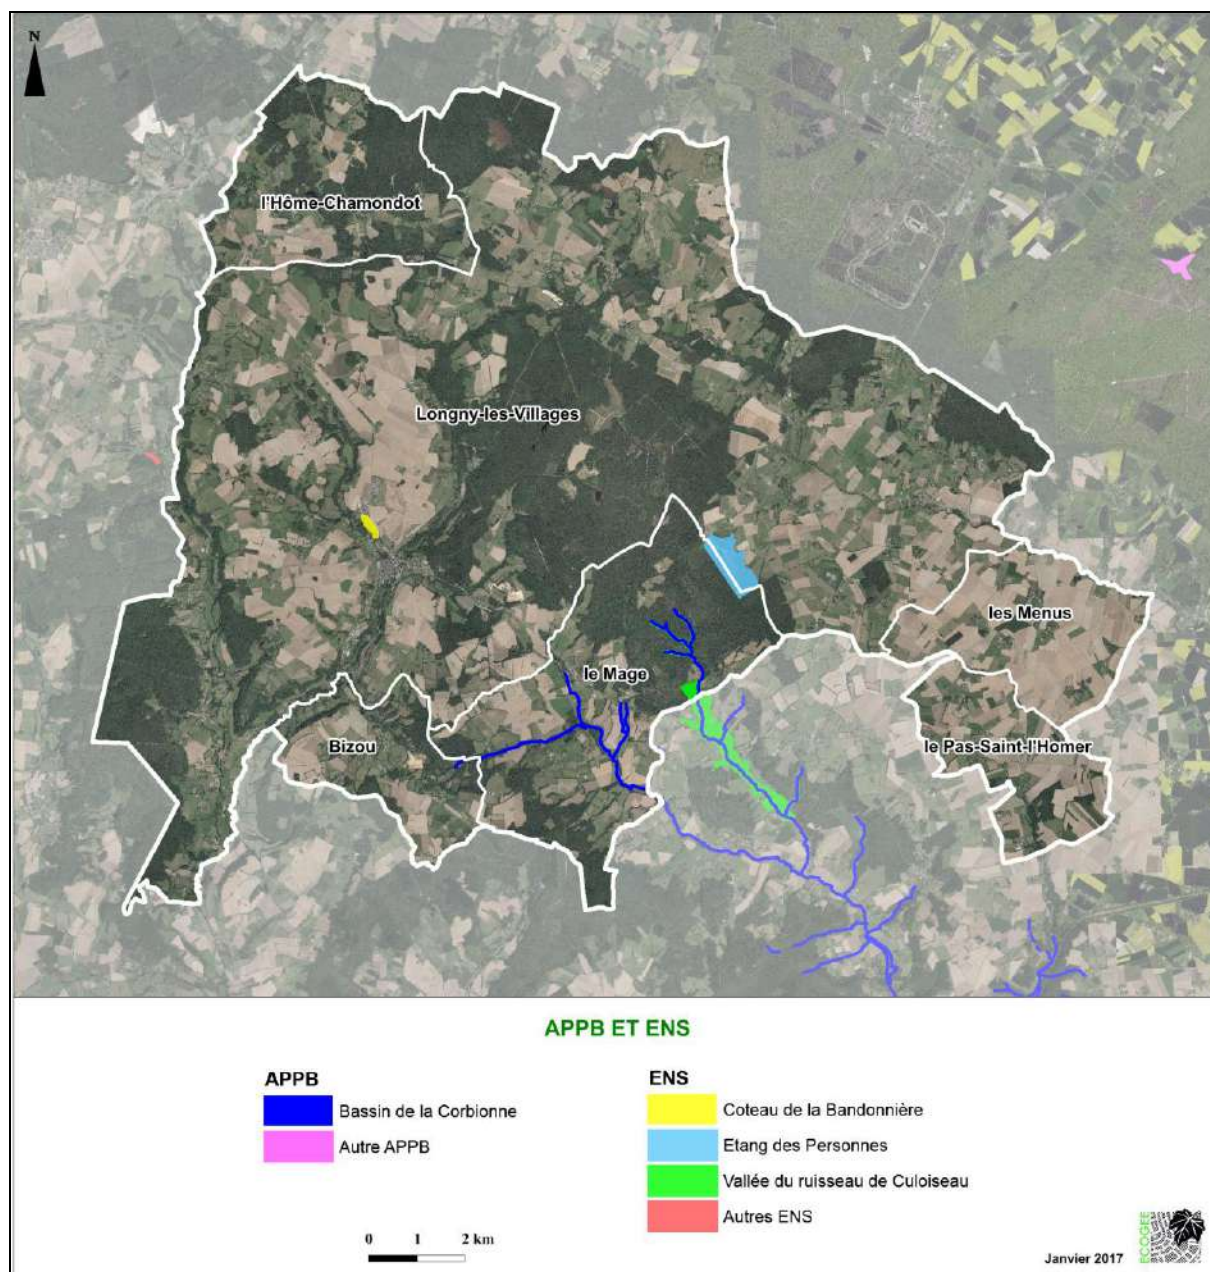 N
l'Hôme-Chamondot
Longny-les-Villages
les Menus
le Mage
Bizou
le Pas-Saint-l'Homer
APPB ET ENS
APPB
Bassin de la Corbionne
Autre APPB
ENS
Coteau de la Bandonnière
Etang des Personnes
Vallée du ruisseau de Culoiseau
Autres ENS
0 1 2 km
Janvier 2017
ECOGEE